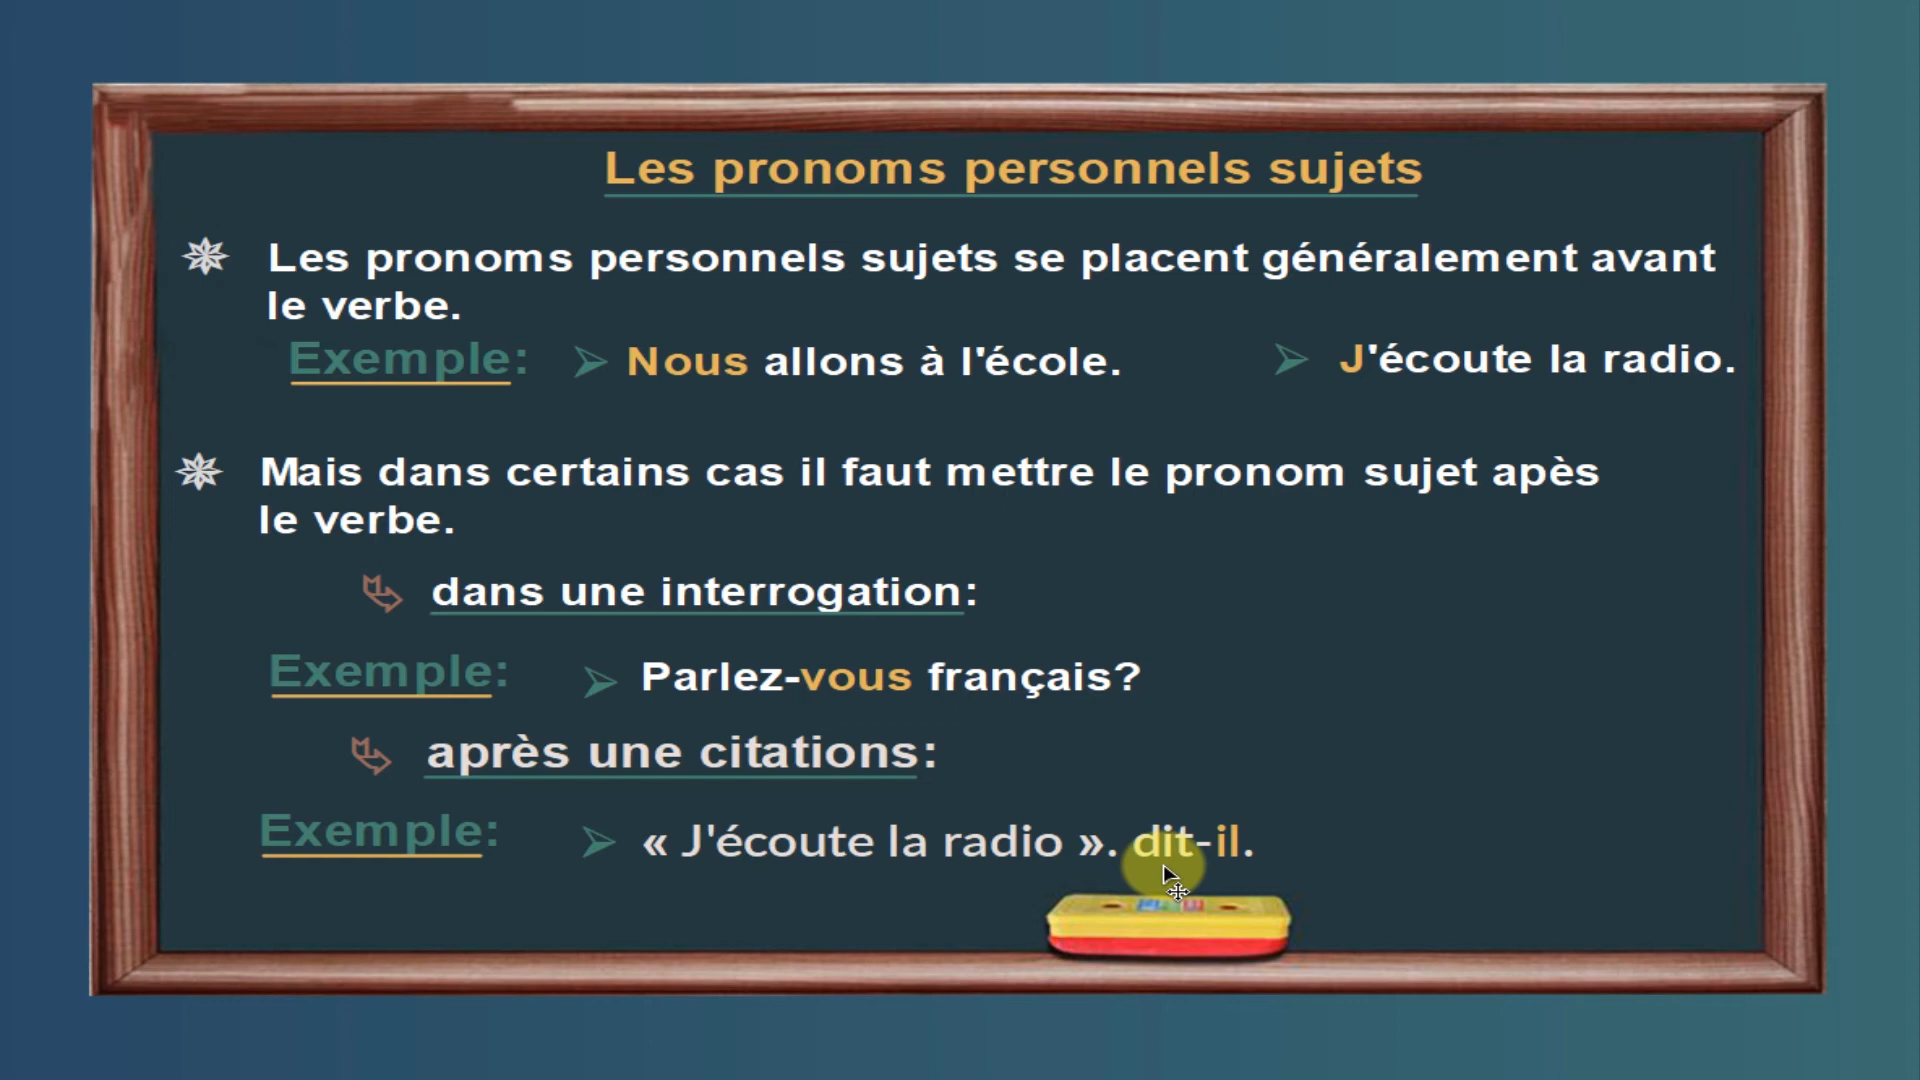 Les pronoms personnels sujets
Les pronoms personnels sujets se placent généralement avant
le verbe.
Exemple: Nous allons à l'école. J'écoute la radio.
Mais dans certains cas il faut mettre le pronom sujet apès
le verbe.
dans une interrogation:
Exemple: Parlez-vous français?
après une citations:
Exemple: « J'écoute la radio ». dit-il.